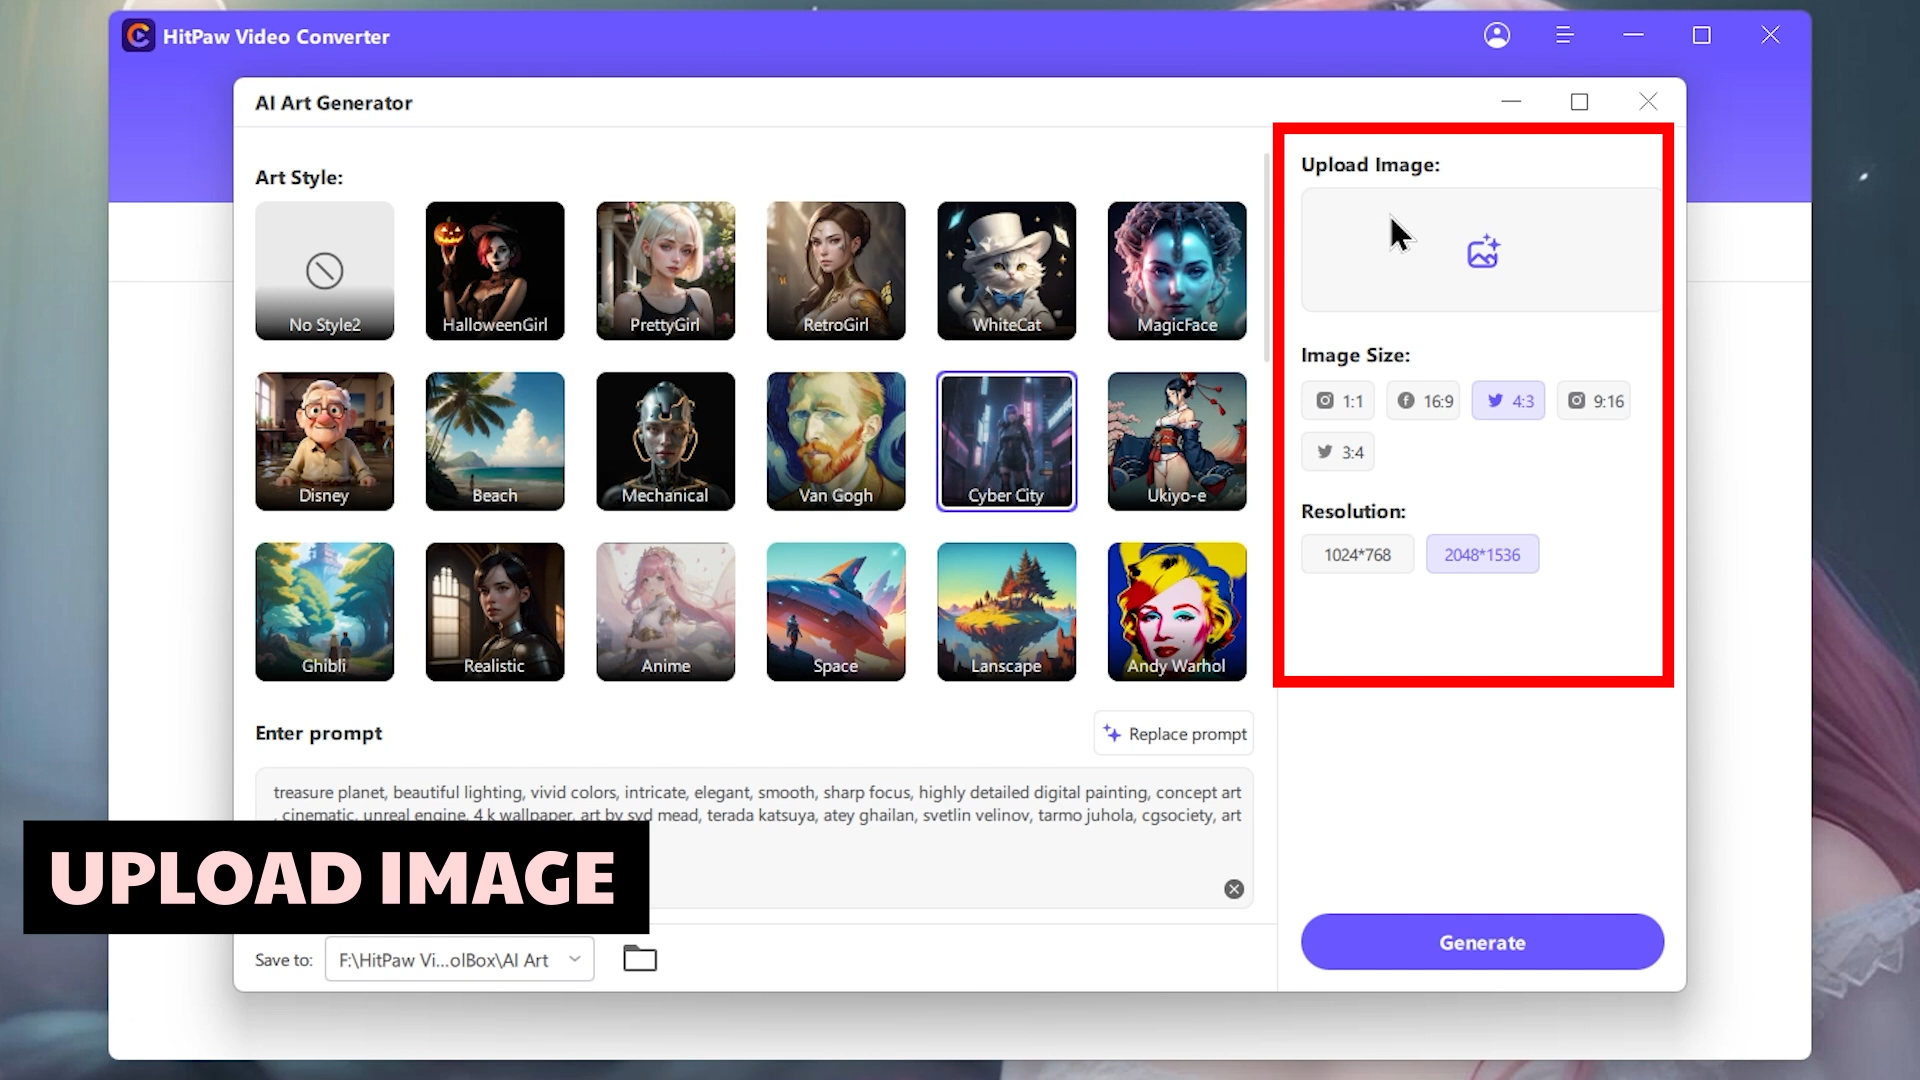 HitPaw Video Converter
AI Art Generator
Art Style:
No Style2
HalloweenGirl
PrettyGirl
RetroGirl
WhiteCat
MagicFace
Disney
Beach
Mechanical
Van Gogh
Cyber City
Ukiyo-e
Ghibli
Realistic
Anime
Space
Lanscape
Andy Warhol
Enter prompt
Replace prompt
treasure planet, beautiful lighting, vivid colors, intricate, elegant, smooth, sharp focus, highly detailed digital painting, concept art
, cinematic, unreal engine, 4 k wallpaper, art by syd mead, terada katsuya, atey ghailan, svetlin velinov, tarmo juhola, cgsociety, art
UPLOAD IMAGE
Save to:
F:\HitPaw Vi...olBox\AI Art
Upload Image:
Image Size:
1:1
16:9
4:3
9:16
3:4
Resolution:
1024*768
2048*1536
Generate